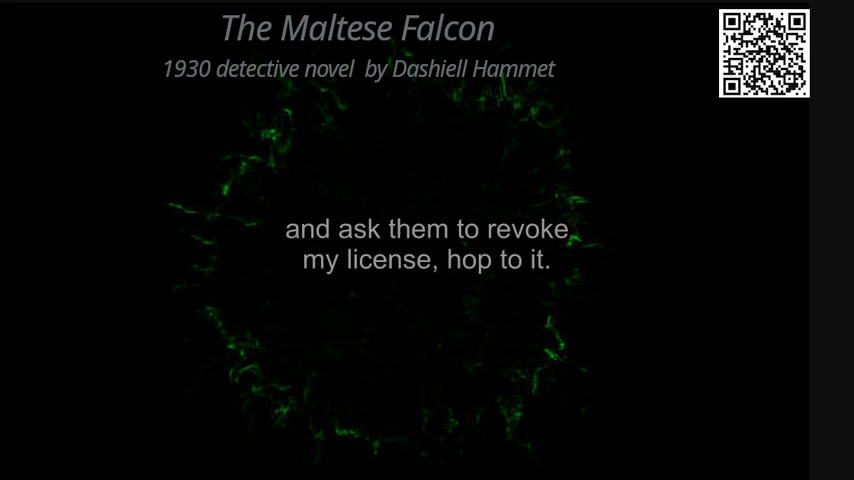 The Maltese Falcon
1930 detective novel by Dashiell Hammet
and ask them to revoke
my license, hop to it.